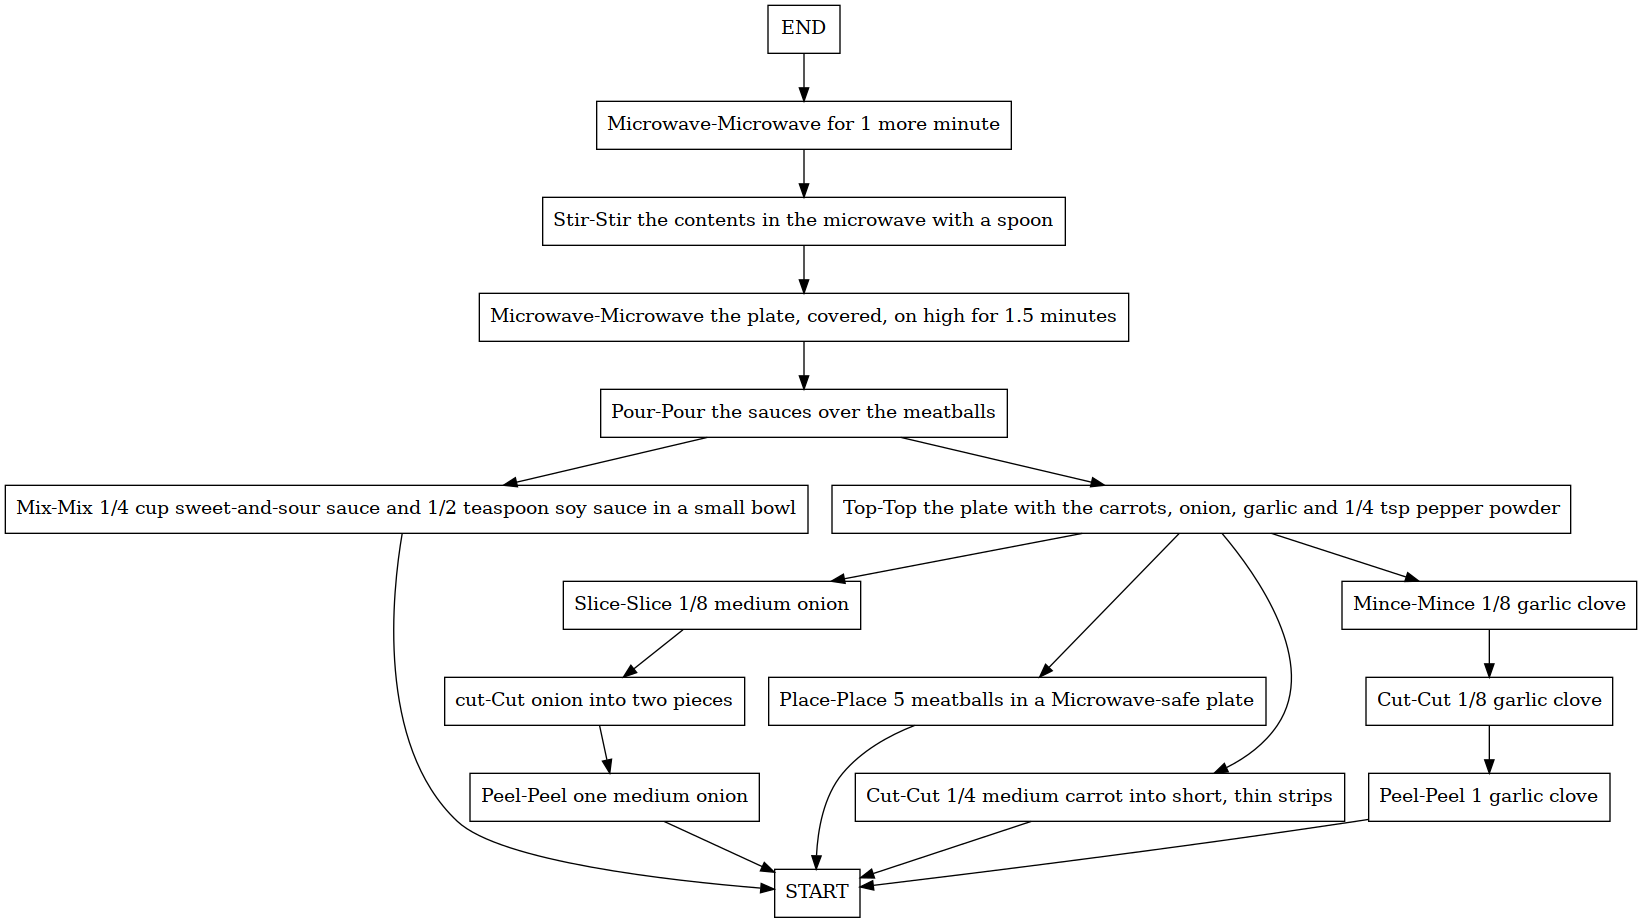 END
Microwave-Microwave for 1 more minute
Stir-Stir the contents in the microwave with a spoon
Microwave-Microwave the plate, covered, on high for 1.5 minutes
Pour-Pour the sauces over the meatballs
Mix-Mix 1/4 cup sweet-and-sour sauce and 1/2 teaspoon soy sauce in a small bowl
Top-Top the plate with the carrots, onion, garlic and 1/4 tsp pepper powder
Slice-Slice 1/8 medium onion
Mince-Mince 1/8 garlic clove
cut-Cut onion into two pieces
Place-Place 5 meatballs in a Microwave-safe plate
Cut-Cut 1/8 garlic clove
Peel-Peel one medium onion
Cut-Cut 1/4 medium carrot into short, thin strips
Peel-Peel 1 garlic clove
START